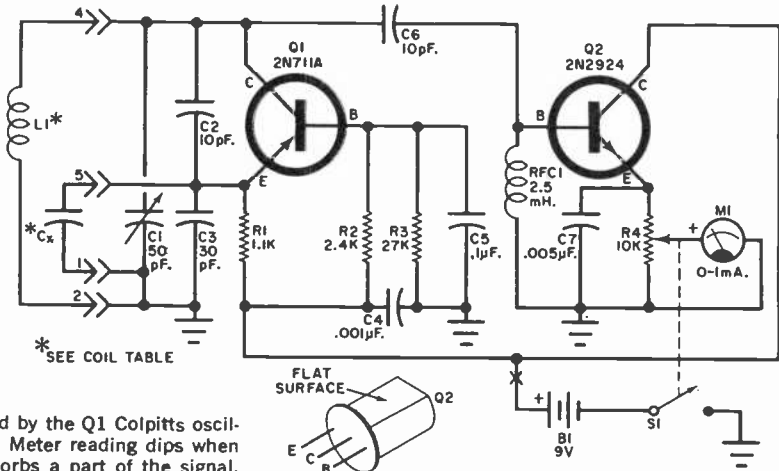 4
Q1
2N711A
C6
10pF.
Q2
2N2924
C
C
L1*
C2
10pF.
B
B
E
E
5
*Cx
C1
50
pF.
C3
30
pF.
R1
1.1K
R2
2.4K
R3
27K
C5
.1µF.
RFC1
2.5
mH.
C7
.005µF.
R4
10K
+
M1
0-1mA.
1
2
C4
.001µF.
*SEE COIL TABLE
FLAT
SURFACE
Q2
E
C
B
+
B1
9V
S1
d by the Q1 Colpitts oscil-
Meter reading dips when
orbs a part of the signal.